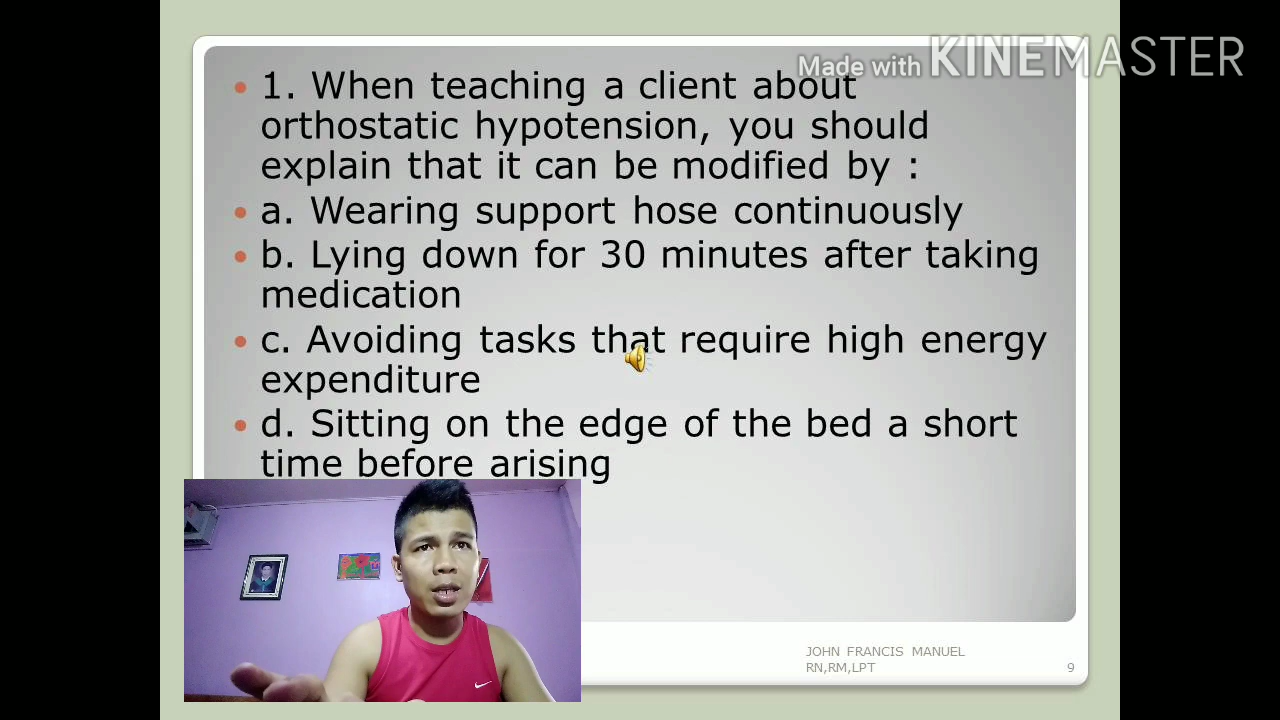 Made with KINEMASTER
1. When teaching a client about
orthostatic hypotension, you should
explain that it can be modified by :
a. Wearing support hose continuously
b. Lying down for 30 minutes after taking
medication
c. Avoiding tasks that require high energy
expenditure
d. Sitting on the edge of the bed a short
time before arising
JOHN FRANCIS MANUEL
RN,RM,LPT
9